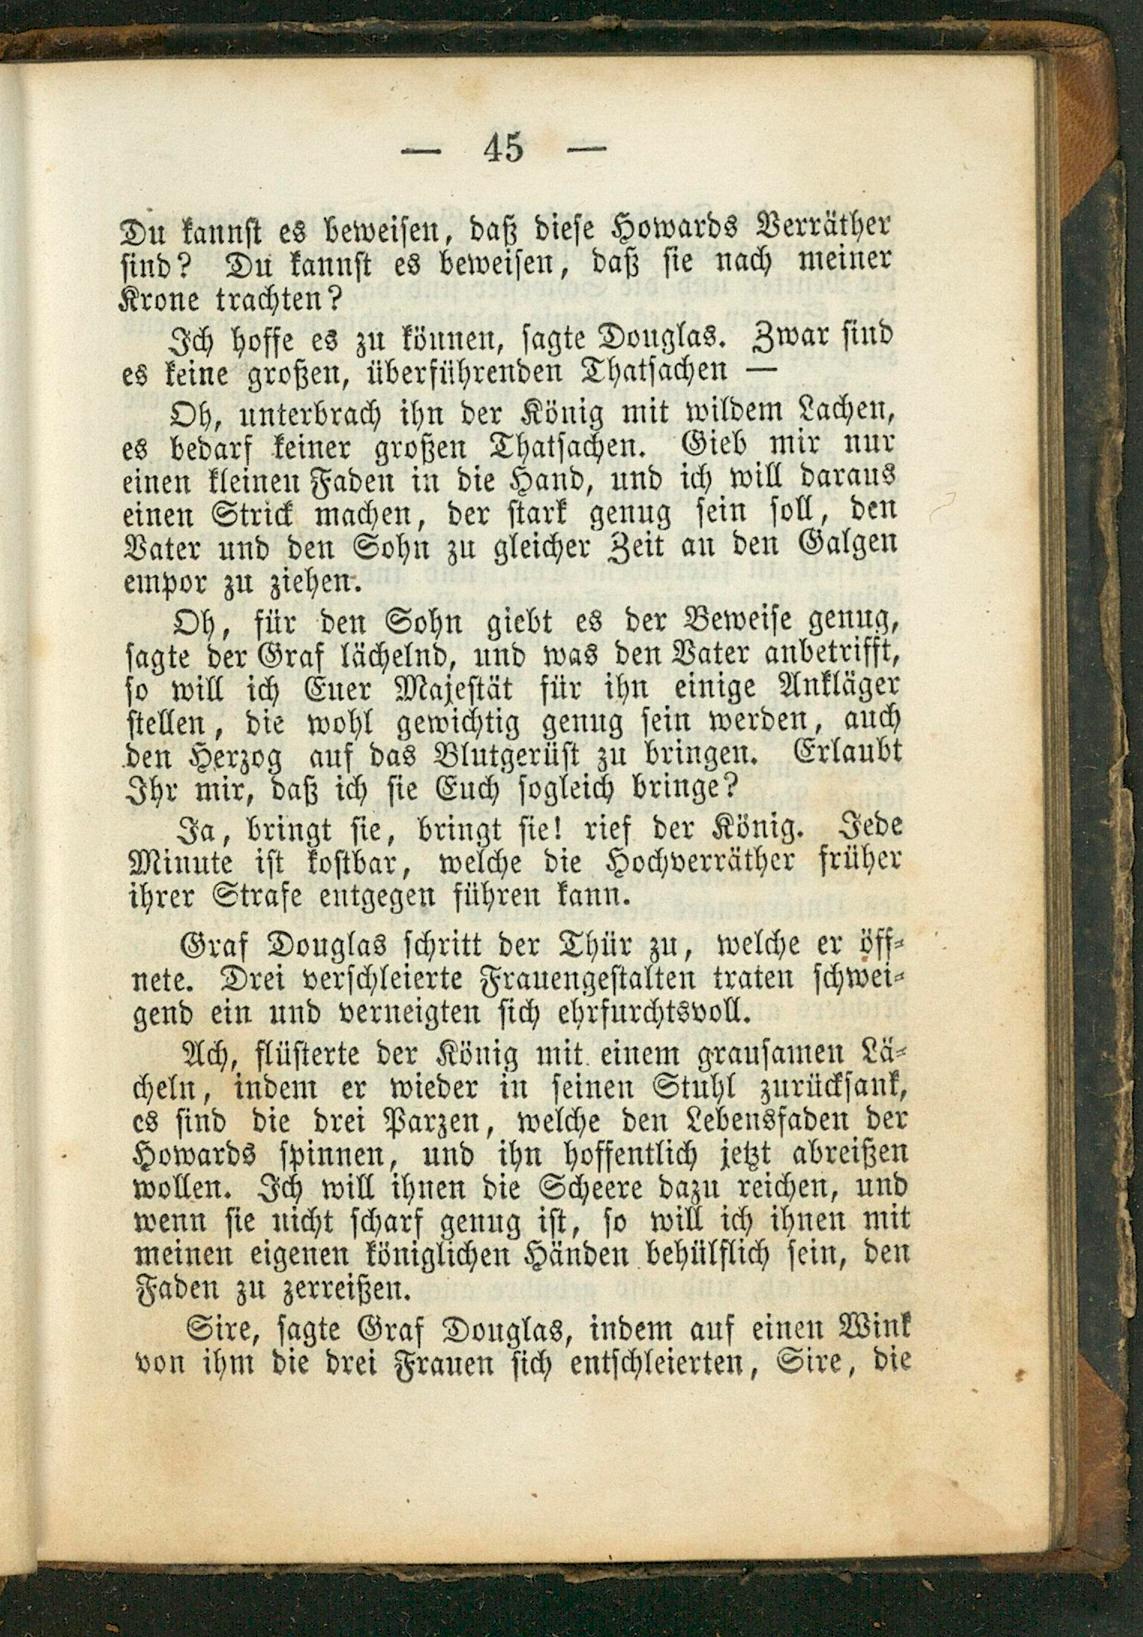 — 45 —
Du kannst es beweisen, daß diese Howards Verräther
sind? Du kannst es beweisen, daß sie nach meiner
Krone trachten?
Ich hoffe es zu können, sagte Douglas. Zwar sind
es keine großen, überführenden Thatsachen —
Oh, unterbrach ihn der König mit wildem Lachen,
es bedarf keiner großen Thatsachen. Gieb mir nur
einen kleinen Faden in die Hand, und ich will daraus
einen Strick machen, der stark genug sein soll, den
Vater und den Sohn zu gleicher Zeit an den Galgen
empor zu ziehen.
Oh, für den Sohn giebt es der Beweise genug,
sagte der Graf lächelnd, und was den Vater anbetrifft,
so will ich Euer Majestät für ihn einige Ankläger
stellen, die wohl gewichtig genug sein werden, auch
den Herzog auf das Blutgerüst zu bringen. Erlaubt
Ihr mir, daß ich sie Euch sogleich bringe?
Ja, bringt sie, bringt sie! rief der König. Jede
Minute ist kostbar, welche die Hochverräther früher
ihrer Strafe entgegen führen kann.
Graf Douglas schritt der Thür zu, welche er öff-
nete. Drei verschleierte Frauengestalten traten schwei-
gend ein und verneigten sich ehrfurchtsvoll.
Ach, flüsterte der König mit einem grausamen Lä-
cheln, indem er wieder in seinen Stuhl zurücksank,
es sind die drei Parzen, welche den Lebensfaden der
Howards spinnen, und ihn hoffentlich jetzt abreißen
wollen. Ich will ihnen die Scheere dazu reichen, und
wenn sie nicht scharf genug ist, so will ich ihnen mit
meinen eigenen königlichen Händen behülflich sein, den
Faden zu zerreißen.
Sire, sagte Graf Douglas, indem auf einen Wink
von ihm die drei Frauen sich entschleierten, Sire, die